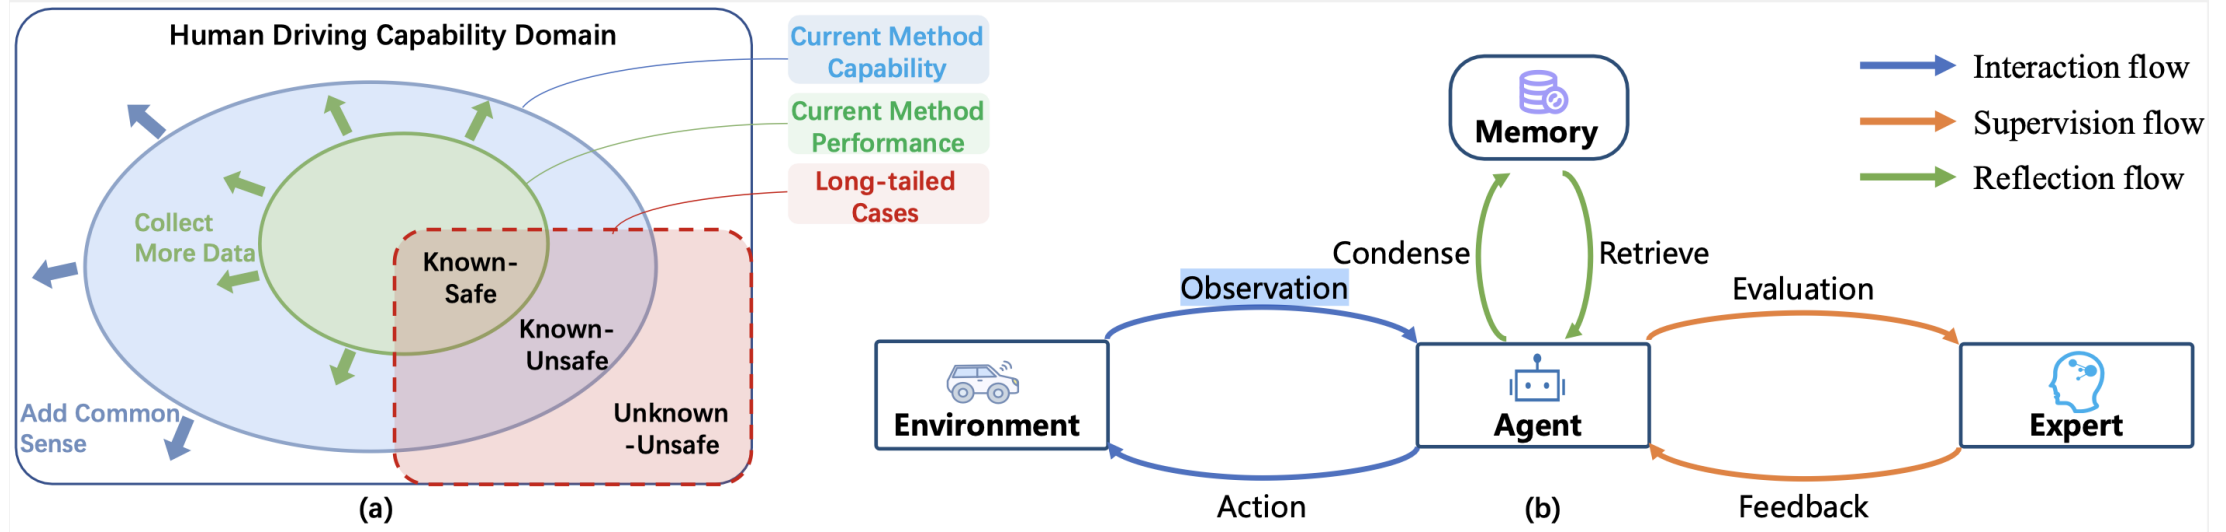 Human Driving Capability Domain
Current Method
Capability
Current Method
Performance
Long-tailed
Cases
Collect
More Data
Known-
Safe
Known-
Unsafe
Unknown
-Unsafe
Add Common
Sense
(a)
Memory
Condense
Retrieve
Observation
Evaluation
Environment
Agent
Expert
Action
Feedback
(b)
Interaction flow
Supervision flow
Reflection flow